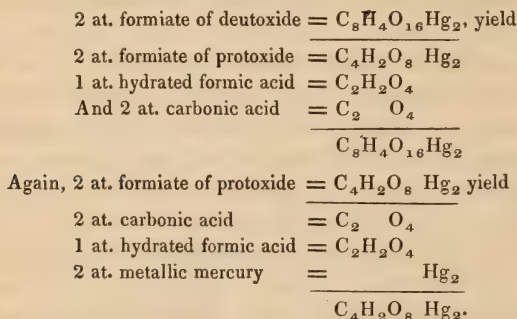 2 at. formiate of deutoxide = C₈H₄O₁₆Hg₂, yield
2 at. formiate of protoxide = C₄H₂O₈ Hg₂
1 at. hydrated formic acid = C₂H₂O₄
And 2 at. carbonic acid = C₂ O₄
C₈H₄O₁₆Hg₂
Again, 2 at. formiate of protoxide = C₄H₂O₈ Hg₂ yield
2 at. carbonic acid = C₂ O₄
1 at. hydrated formic acid = C₂H₂O₄
2 at. metallic mercury = Hg₂
C₄H₂O₈ Hg₂.